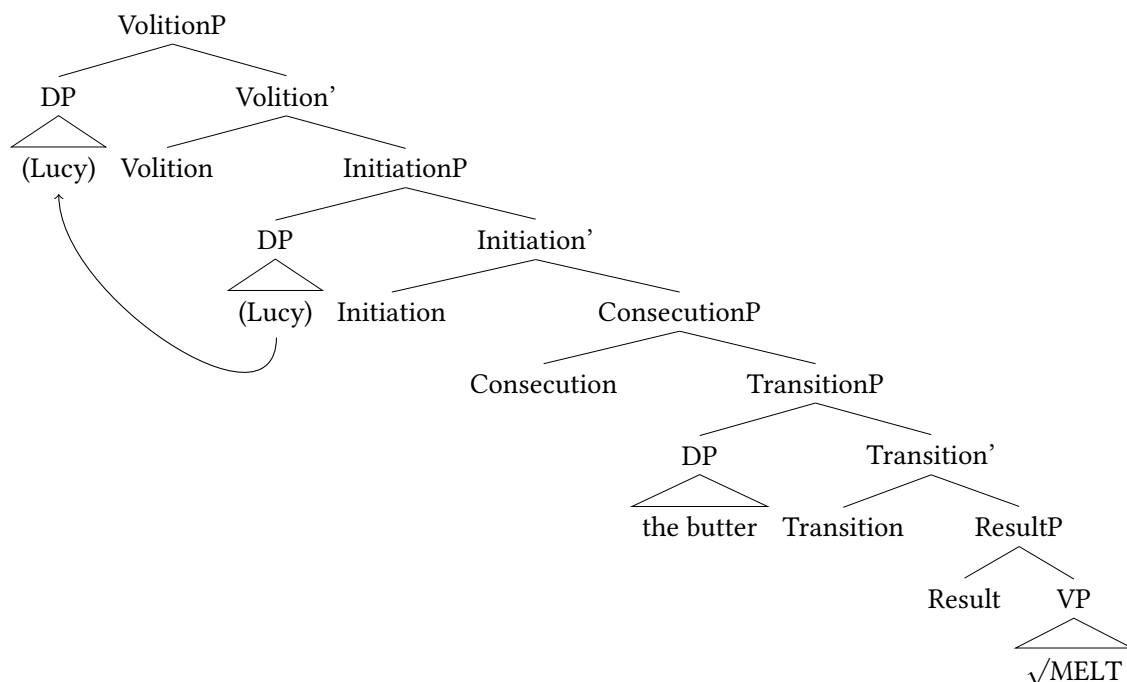 VolitionP
DP Volition’
(Lucy) Volition InitiationP
DP Initiation’
(Lucy) Initiation ConsecutionP
Consecution TransitionP
DP Transition’
the butter Transition ResultP
Result VP
√MELT